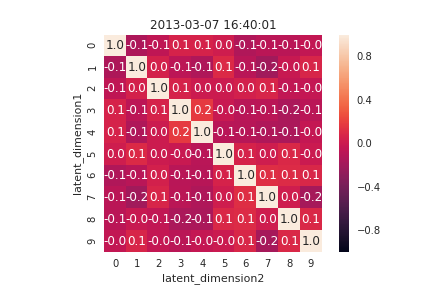 2013-03-07 16:40:01
0 1.0 -0.1 -0.1 0.1 0.1 0.0 -0.1 -0.1 -0.1 -0.0
1 -0.1 1.0 0.0 -0.1 -0.1 0.1 -0.1 -0.2 -0.0 0.1
2 -0.1 0.0 1.0 0.1 0.0 -0.0 0.0 0.1 -0.1 -0.0
3 0.1 -0.1 0.1 1.0 0.2 -0.0 -0.1 -0.1 -0.2 -0.1
4 0.1 -0.1 0.0 0.2 1.0 -0.1 -0.1 -0.1 -0.1 -0.0
5 0.0 0.1 -0.0 -0.0 -0.1 1.0 0.1 0.0 0.1 -0.0
6 -0.1 -0.1 0.0 -0.1 -0.1 0.1 1.0 0.1 0.1 0.1
7 -0.1 -0.2 0.1 -0.1 -0.1 0.0 0.1 1.0 0.0 -0.2
8 -0.1 -0.0 -0.1 -0.2 -0.1 0.1 0.1 0.0 1.0 0.1
9 -0.0 0.1 -0.0 -0.1 -0.0 -0.0 0.1 -0.2 0.1 1.0
0 1 2 3 4 5 6 7 8 9
latent_dimension2
latent_dimension1
0.8
0.4
0.0
-0.4
-0.8